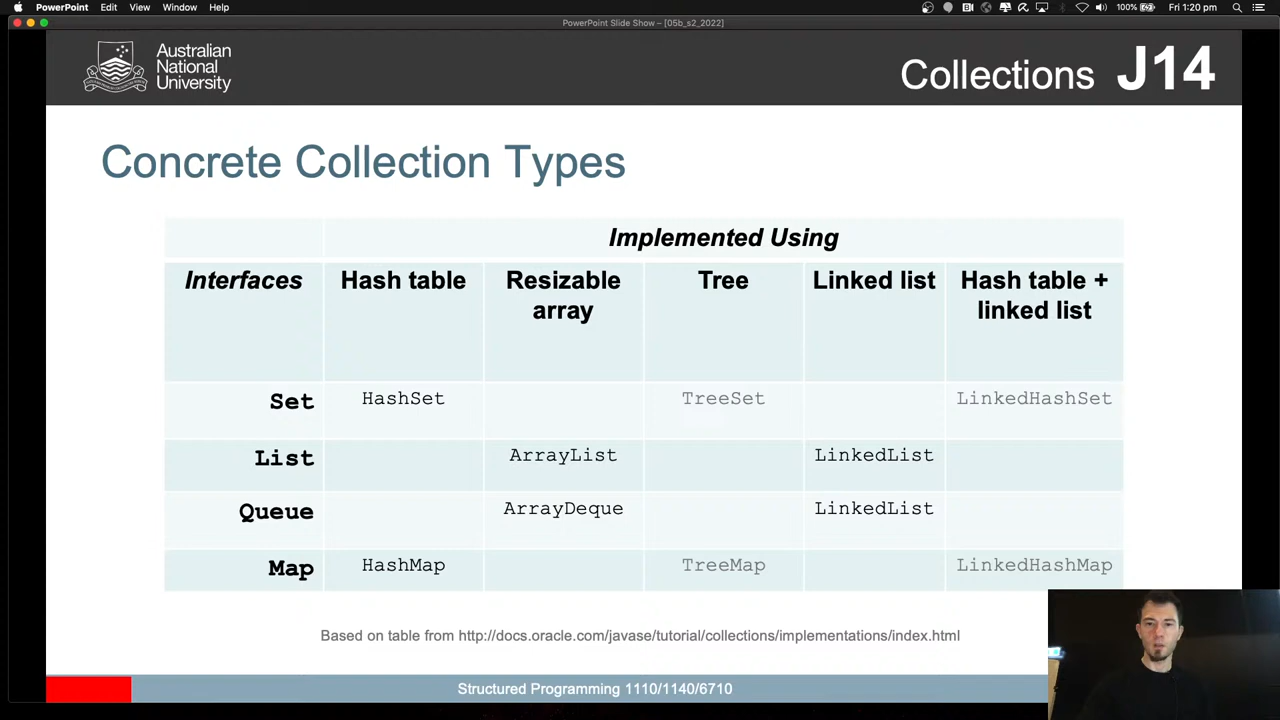 PowerPoint File Edit View Window Help 100% Fri 1:20 pm
PowerPoint Slide Show – [05b_s2_2022]
Australian
National
University
Collections J14
Concrete Collection Types
Implemented Using
Interfaces Hash table Resizable array Tree Linked list Hash table + linked list
Set HashSet TreeSet LinkedHashSet
List ArrayList LinkedList
Queue ArrayDeque LinkedList
Map HashMap TreeMap LinkedHashMap
Based on table from http://docs.oracle.com/javase/tutorial/collections/implementations/index.html
Structured Programming 1110/1140/6710